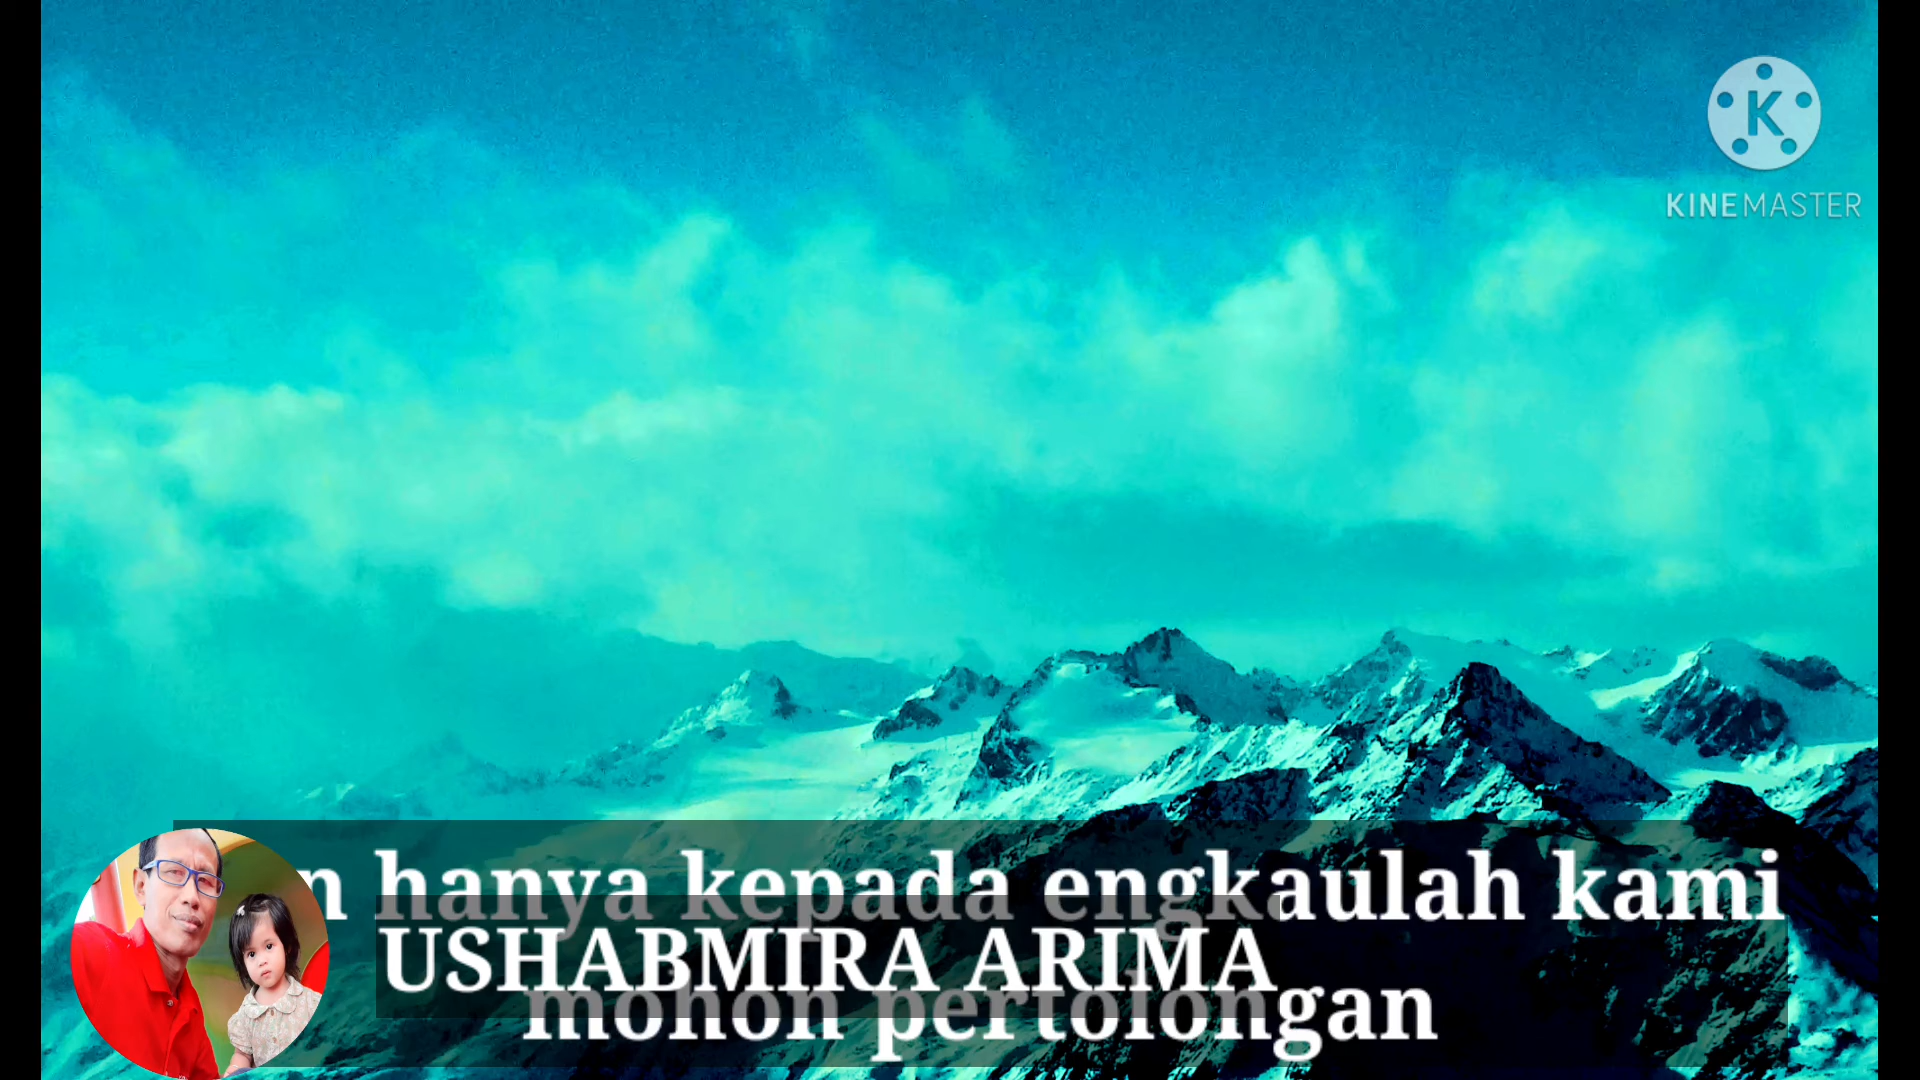 K
KINEMASTER
n hanya kepada engkaulah kami
USHABMIRA ARIMA
mohon pertolongan